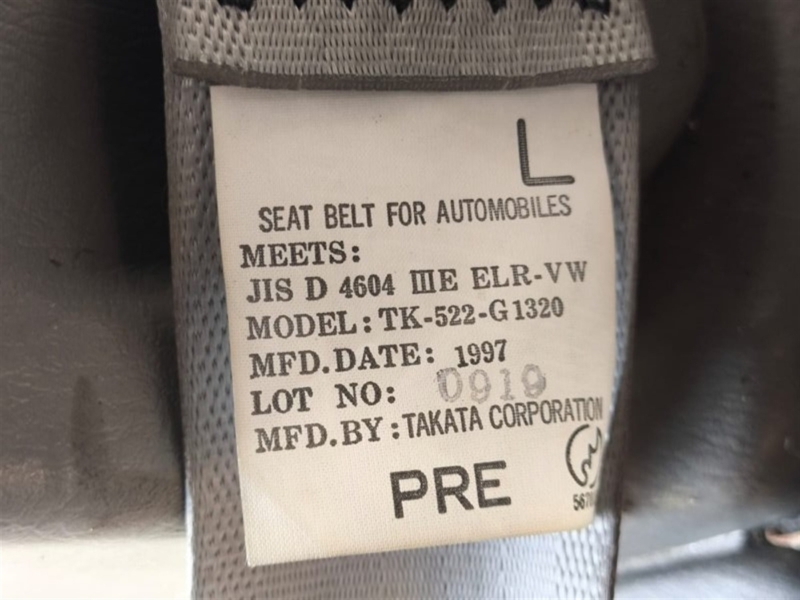 L
SEAT BELT FOR AUTOMOBILES
MEETS:
JIS D 4604 ⅢE ELR-VW
MODEL: TK-522-G1320
MFD.DATE: 1997
LOT NO: 0919
MFD.BY: TAKATA CORPORATION
PRE